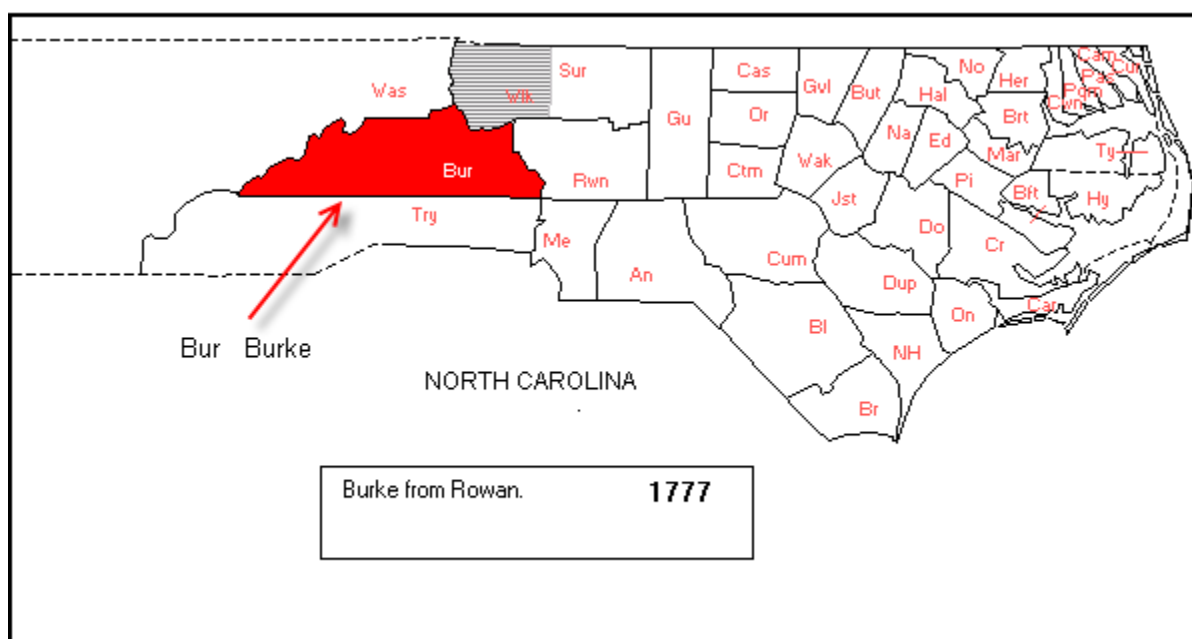 Cam
Sur Cas No Cur
Her Pas
Was Wlk Gvl But Hal Pqm
Cwn
Or Brt
Gu Na Ed
Ty
Wak Mar
Bur Rwn Ctm Pi
Jst Bft Hy
Try Do
Me Cr
An Cum
Dup
Car
On
Bl
Bur Burke NH
NORTH CAROLINA
Br
Burke from Rowan. 1777